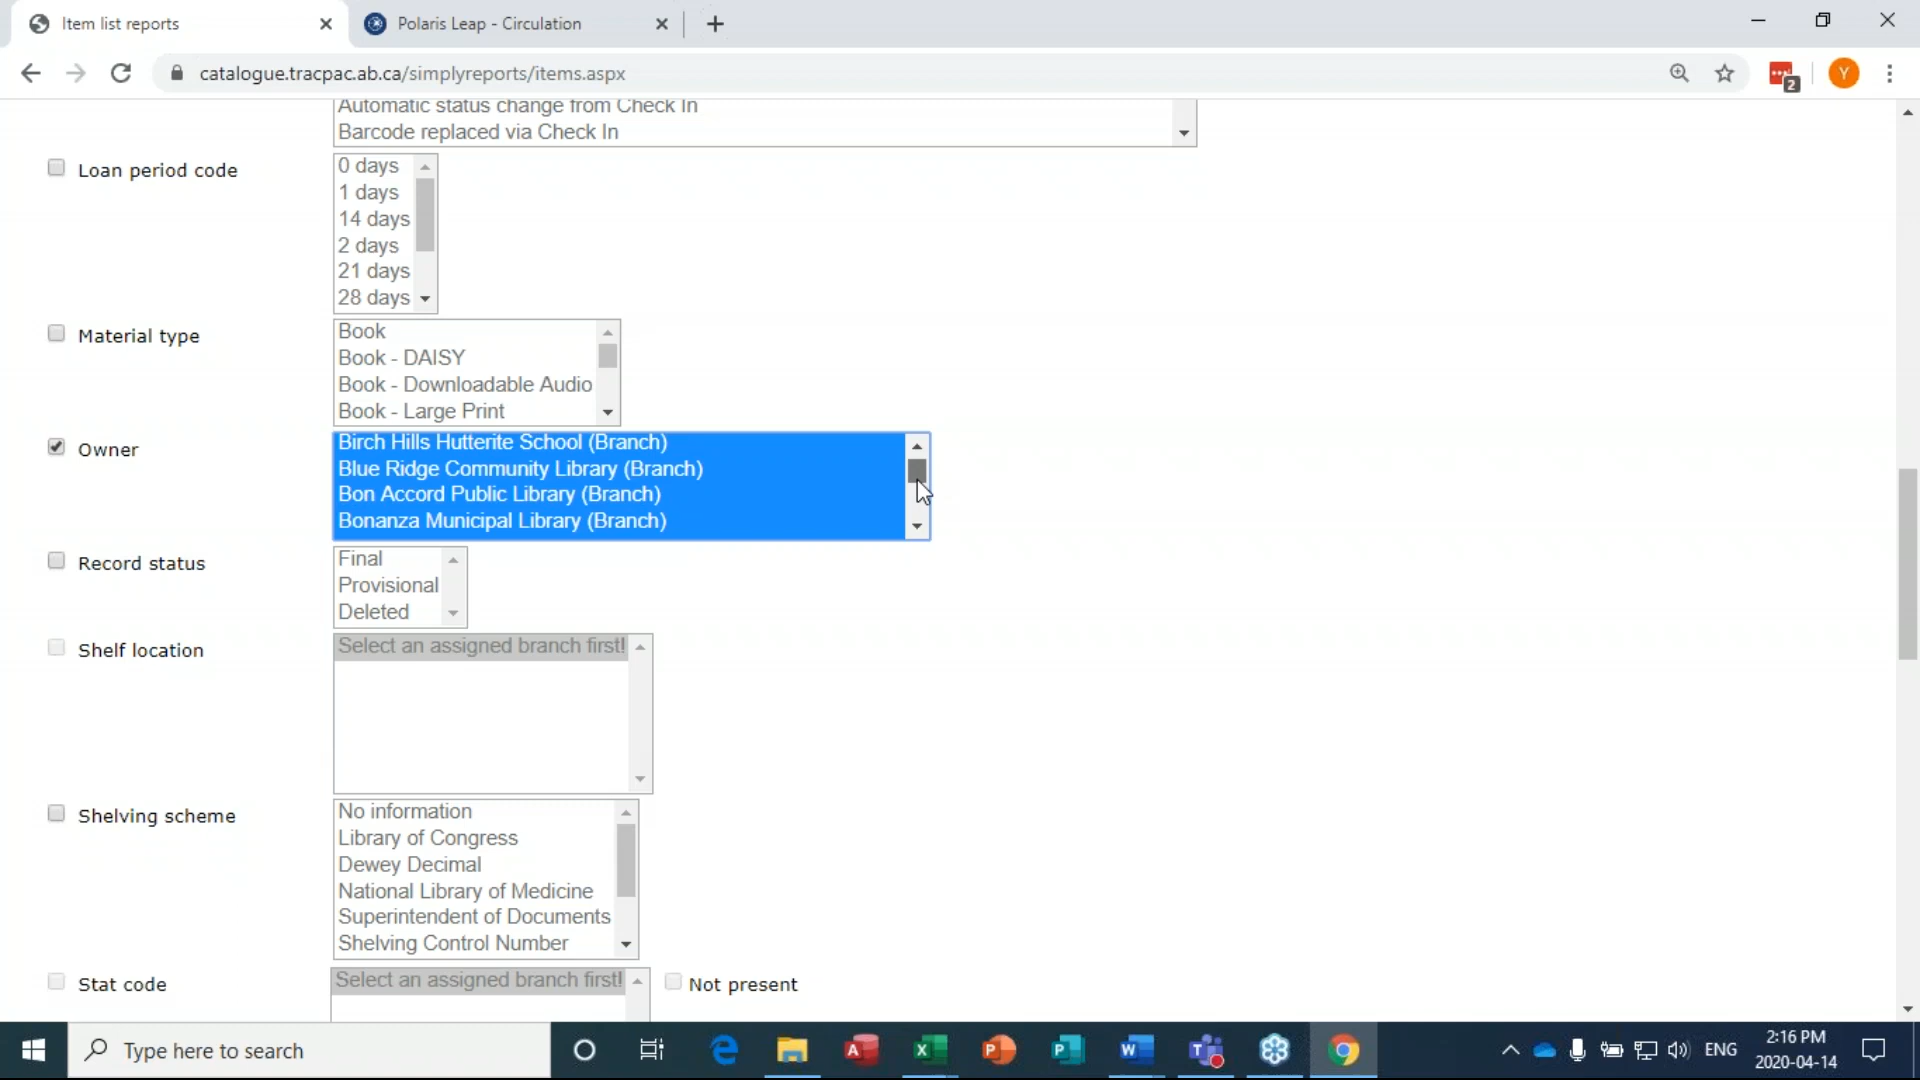 Item list reports
Polaris Leap - Circulation
catalogue.tracpac.ab.ca/simplyreports/items.aspx
2
Y
Automatic status change from Check In
Barcode replaced via Check In
Loan period code
0 days
1 days
14 days
2 days
21 days
28 days
Material type
Book
Book - DAISY
Book - Downloadable Audio
Book - Large Print
Owner
Birch Hills Hutterite School (Branch)
Blue Ridge Community Library (Branch)
Bon Accord Public Library (Branch)
Bonanza Municipal Library (Branch)
Record status
Final
Provisional
Deleted
Shelf location
Select an assigned branch first!
Shelving scheme
No information
Library of Congress
Dewey Decimal
National Library of Medicine
Superintendent of Documents
Shelving Control Number
Stat code
Select an assigned branch first!
Not present
Type here to search
ENG
2:16 PM
2020-04-14